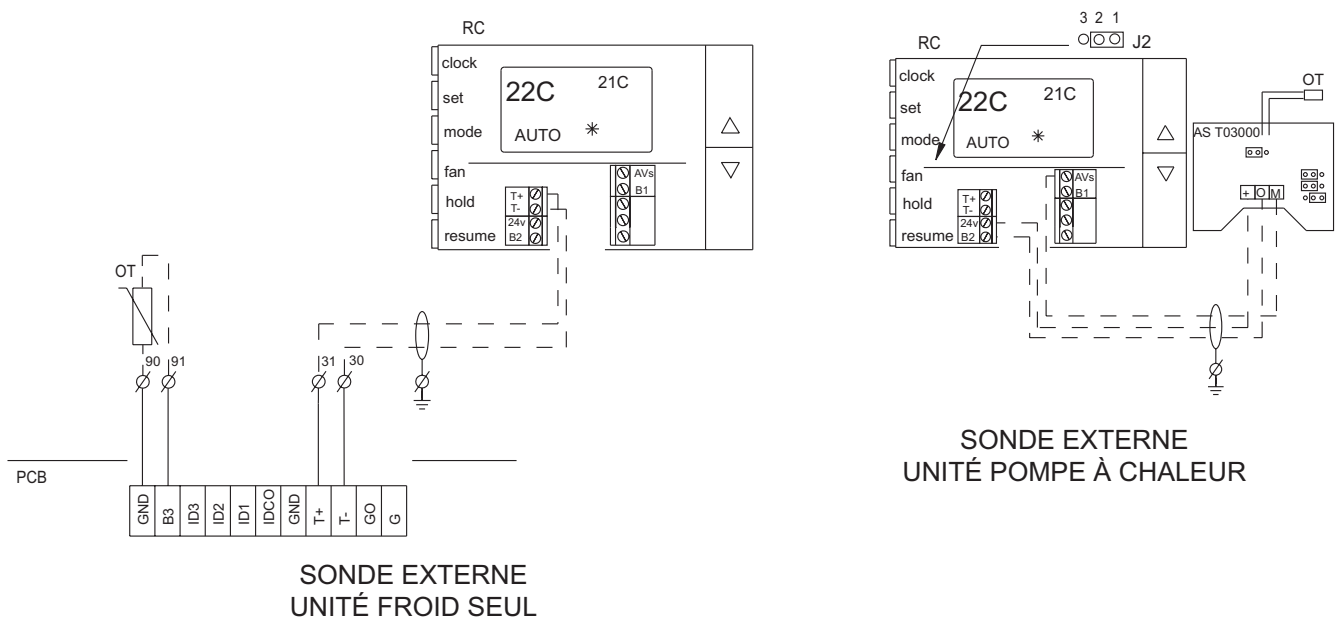 RC
clock
set
mode
fan
hold
resume
22C 21C
AUTO
T+
T-
24v
B2
AVs
B1
OT
90 91
31 30
PCB
GND B3 ID3 ID2 ID1 IDCO GND T+ T- GO G
SONDE EXTERNE
UNITÉ FROID SEUL
3 2 1
J2
RC
clock
set
mode
fan
hold
resume
22C 21C
AUTO
T+
T-
24v
B2
AVs
B1
OT
AS T03000
+ O M
SONDE EXTERNE
UNITÉ POMPE À CHALEUR